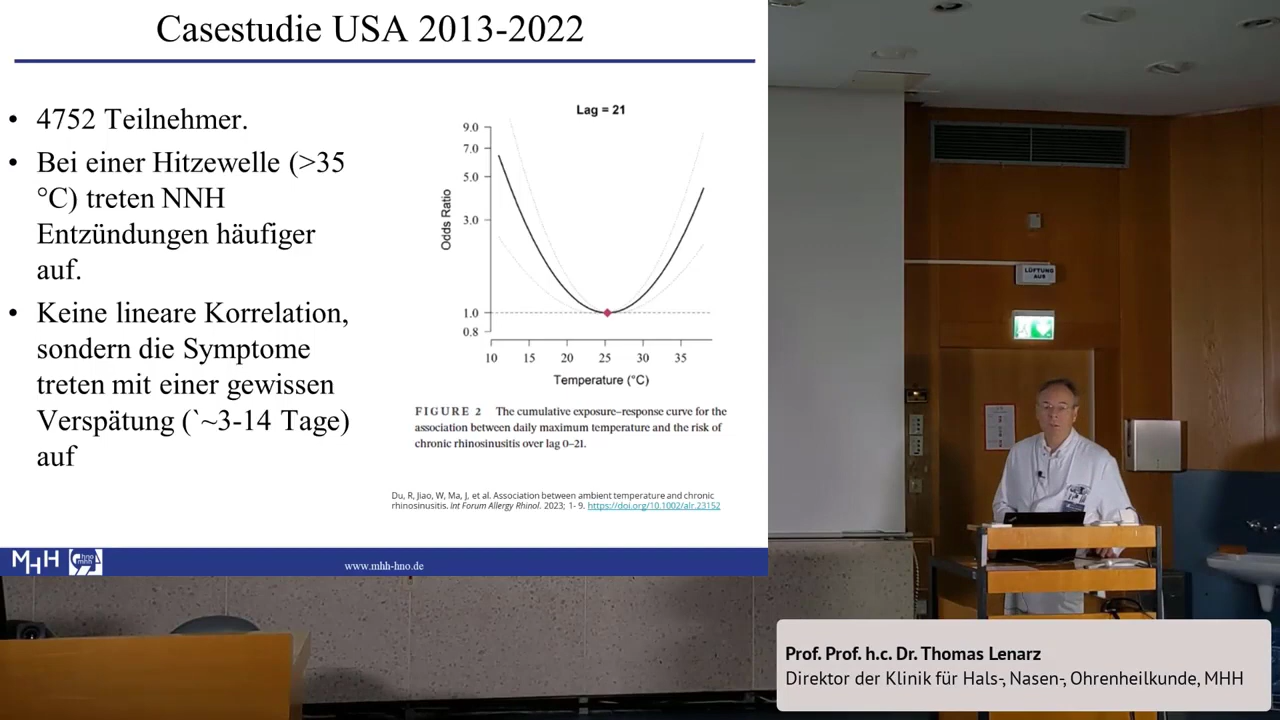 Casestudie USA 2013-2022
• 4752 Teilnehmer.
• Bei einer Hitzewelle (>35
°C) treten NNH
Entzündungen häufiger
auf.
• Keine lineare Korrelation,
sondern die Symptome
treten mit einer gewissen
Verspätung (`~3-14 Tage)
auf
Lag = 21
9.0
7.0
5.0
3.0
1.0
0.8
Odds Ratio
10 15 20 25 30 35
Temperature (°C)
FIGURE 2 The cumulative exposure–response curve for the
association between daily maximum temperature and the risk of
chronic rhinosinusitis over lag 0–21.
Du, R, Jiao, W, Ma, J, et al. Association between ambient temperature and chronic
rhinosinusitis. Int Forum Allergy Rhinol. 2023; 1- 9. https://doi.org/10.1002/alr.23152
MHH
hno
mhh
www.mhh-hno.de
LÜFTUNG
AUS
Prof. Prof. h.c. Dr. Thomas Lenarz
Direktor der Klinik für Hals-, Nasen-, Ohrenheilkunde, MHH